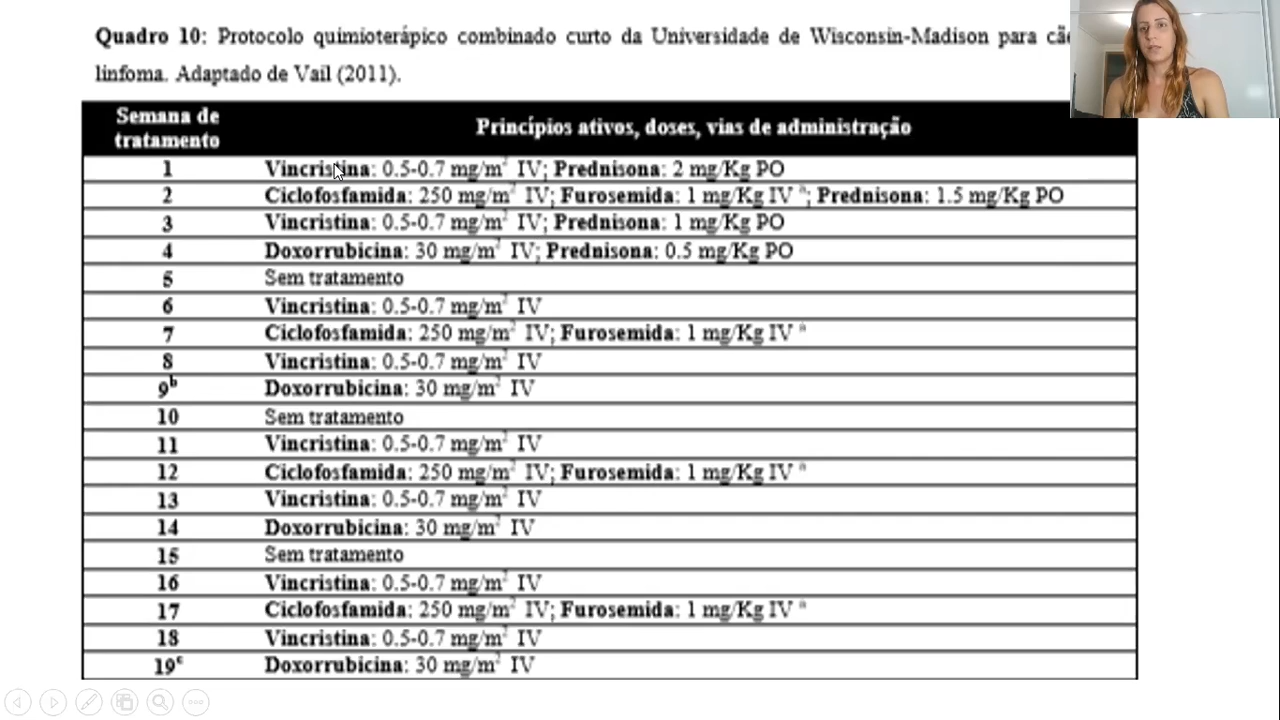 Quadro 10: Protocolo quimioterápico combinado curto da Universidade de Wisconsin-Madison para
linfoma. Adaptado de Vail (2011).
Semana de tratamento Princípios ativos, doses, vias de administração
1 Vincristina: 0.5-0.7 mg/m² IV; Prednisona: 2 mg/Kg PO
2 Ciclofosfamida: 250 mg/m² IV; Furosemida: 1 mg/Kg IV ª; Prednisona: 1.5 mg/Kg PO
3 Vincristina: 0.5-0.7 mg/m² IV; Prednisona: 1 mg/Kg PO
4 Doxorrubicina: 30 mg/m² IV; Prednisona: 0.5 mg/Kg PO
5 Sem tratamento
6 Vincristina: 0.5-0.7 mg/m² IV
7 Ciclofosfamida: 250 mg/m² IV; Furosemida: 1 mg/Kg IV ª
8 Vincristina: 0.5-0.7 mg/m² IV
9ᵇ Doxorrubicina: 30 mg/m² IV
10 Sem tratamento
11 Vincristina: 0.5-0.7 mg/m² IV
12 Ciclofosfamida: 250 mg/m² IV; Furosemida: 1 mg/Kg IV ª
13 Vincristina: 0.5-0.7 mg/m² IV
14 Doxorrubicina: 30 mg/m² IV
15 Sem tratamento
16 Vincristina: 0.5-0.7 mg/m² IV
17 Ciclofosfamida: 250 mg/m² IV; Furosemida: 1 mg/Kg IV ª
18 Vincristina: 0.5-0.7 mg/m² IV
19ᶜ Doxorrubicina: 30 mg/m² IV